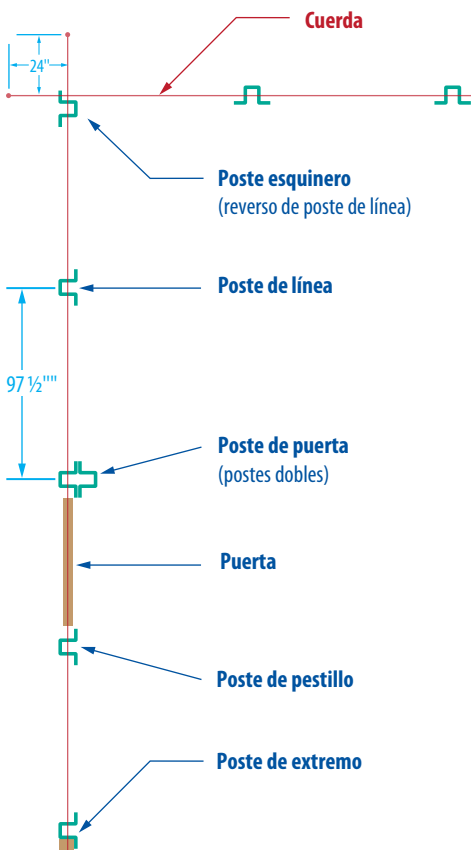 Cuerda
24"
Poste esquinero
(reverso de poste de línea)
Poste de línea
97 ½""
Poste de puerta
(postes dobles)
Puerta
Poste de pestillo
Poste de extremo